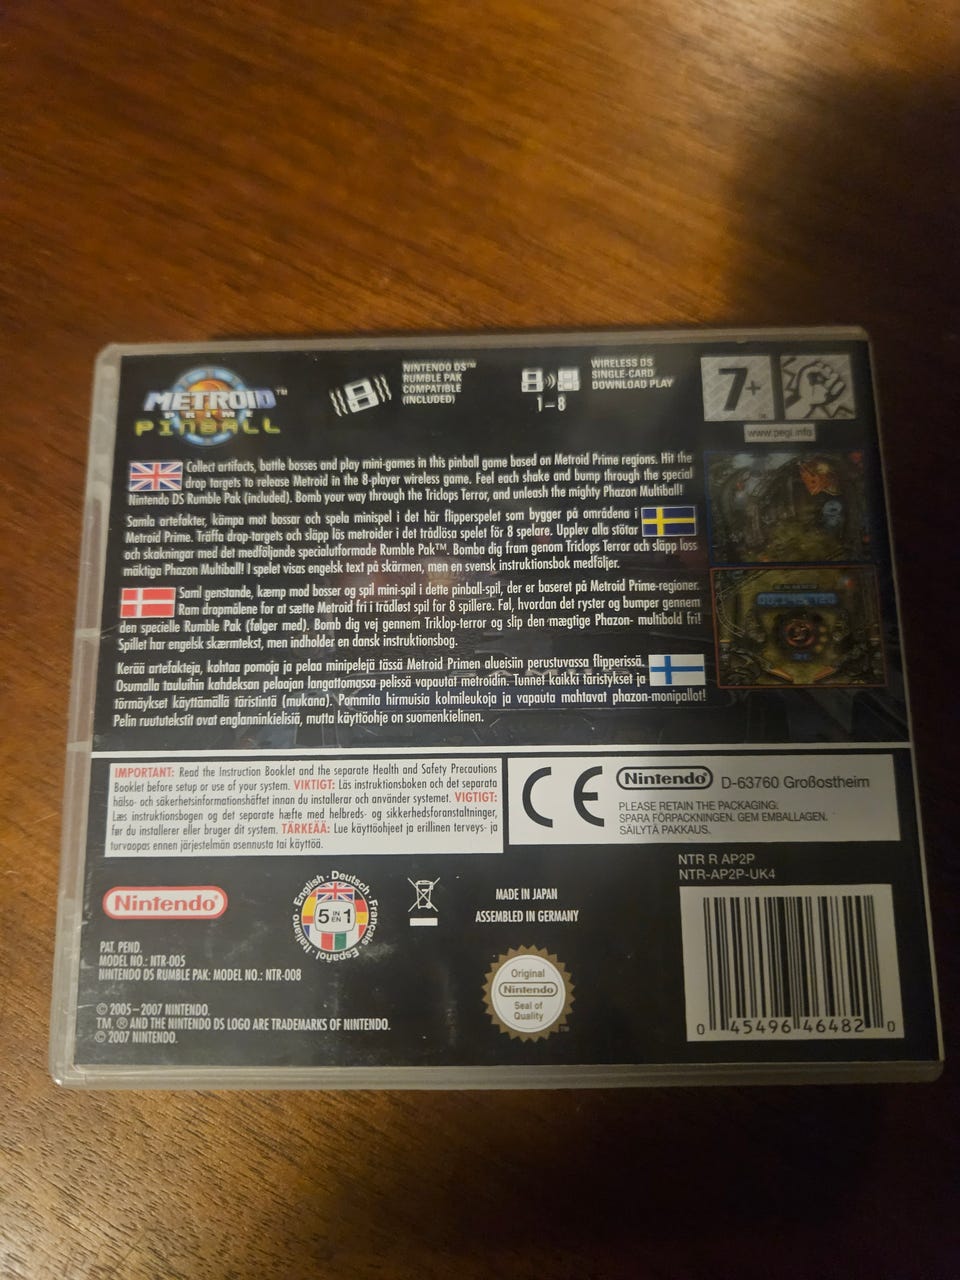 METROID™
PRIME
PINBALL
NINTENDO DS™
RUMBLE PAK
COMPATIBLE
(INCLUDED)
WIRELESS DS
SINGLE-CARD
DOWNLOAD PLAY
1–8
7+
www.pegi.info
Collect artifacts, battle bosses and play mini-games in this pinball game based on Metroid Prime regions. Hit the
drop targets to release Metroid in the 8-player wireless game. Feel each shake and bump through the special
Nintendo DS Rumble Pak (included). Bomb your way through the Triclops Terror, and unleash the mighty Phazon Multiball!
Samla artefakter, kämpa mot bossar och spela minispel i det här flipperspelet som bygger på områdena i
Metroid Prime. Träffa drop-targets och släpp lös metroider i det trådlösa spelet för 8 spelare. Upplev alla stötar
och skakningar med det medföljande specialutformade Rumble Pak™. Bomba dig fram genom Triclops Terror och släpp loss
mäktiga Phazon Multiball! I spelet visas engelsk text på skärmen, men en svensk instruktionsbok medföljer.
Saml genstande, kæmp mod bosser og spil mini-spil i dette pinball-spil, der er baseret på Metroid Prime-regioner.
Ram dropmålene for at sætte Metroid fri i trådløst spil for 8 spillere. Føl, hvordan det ryster og bumper gennem
den specielle Rumble Pak (følger med). Bomb dig vej gennem Triklop-terror og slip den mægtige Phazon- multibold fri!
Spillet har engelsk skærmtekst, men indholder en dansk instruktionsbog.
Kerää artefakteja, kohtaa pomoja ja pelaa minipelejä tässä Metroid Primen alueisiin perustuvassa flipperissä.
Osumalla tauluihin kahdeksan pelaajan langattomassa pelissä vapautat metroidin. Tunnet kaikki täristykset ja
törmäykset käyttämällä täristintä (mukana). Pommita hirmuisia kolmileukoja ja vapauta mahtavat phazon-monipallot!
Pelin ruututekstit ovat englanninkielisiä, mutta käyttöohje on suomenkielinen.
IMPORTANT: Read the Instruction Booklet and the separate Health and Safety Precautions
Booklet before setup or use of your system. VIKTIGT: Läs instruktionsboken och det separata
hälso- och säkerhetsinformationshäftet innan du installerar och använder systemet. VIGTIGT:
Læs instruktionsbogen og det separate hæfte med helbreds- og sikkerhedsforanstaltninger,
før du installerer eller bruger dit system. TÄRKEÄÄ: Lue käyttöohjeet ja erillinen terveys- ja
turvaopas ennen järjestelmän asennusta tai käyttöä.
CE
Nintendo®
D-63760 Großostheim
PLEASE RETAIN THE PACKAGING.
SPARA FÖRPACKNINGEN. GEM EMBALLAGEN.
SÄILYTÄ PAKKAUS.
NTR R AP2P
NTR-AP2P-UK4
Nintendo®
English · Deutsch · Français · Español · Italiano ·
5 IN EN 1
MADE IN JAPAN
ASSEMBLED IN GERMANY
PAT. PEND.
MODEL NO.: NTR-005
NINTENDO DS RUMBLE PAK: MODEL NO.: NTR-008
Original
Nintendo
Seal of
Quality
™
© 2005–2007 NINTENDO.
TM, ® AND THE NINTENDO DS LOGO ARE TRADEMARKS OF NINTENDO.
© 2007 NINTENDO.
0 45496 46482 0